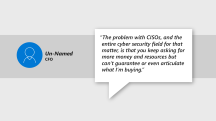 Un-Named
CFO
"The problem with CISOs, and the
entire cyber security field for that
matter, is that you keep asking for
more money and resources but
can't guarantee or even articulate
what I'm buying."